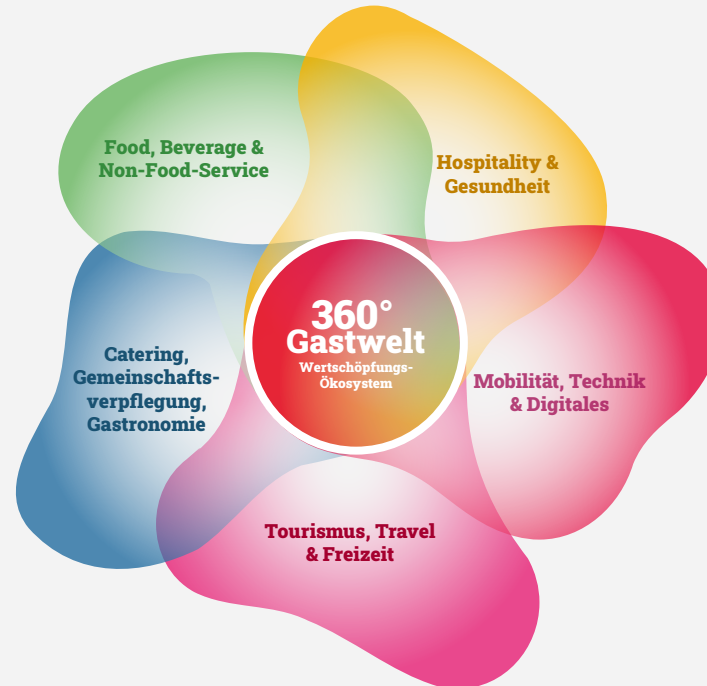 Food, Beverage &
Non-Food-Service
Hospitality &
Gesundheit
360°
Gastwelt
Wertschöpfungs-
Ökosystem
Catering,
Gemeinschafts-
verpflegung,
Gastronomie
Mobilität, Technik
& Digitales
Tourismus, Travel
& Freizeit